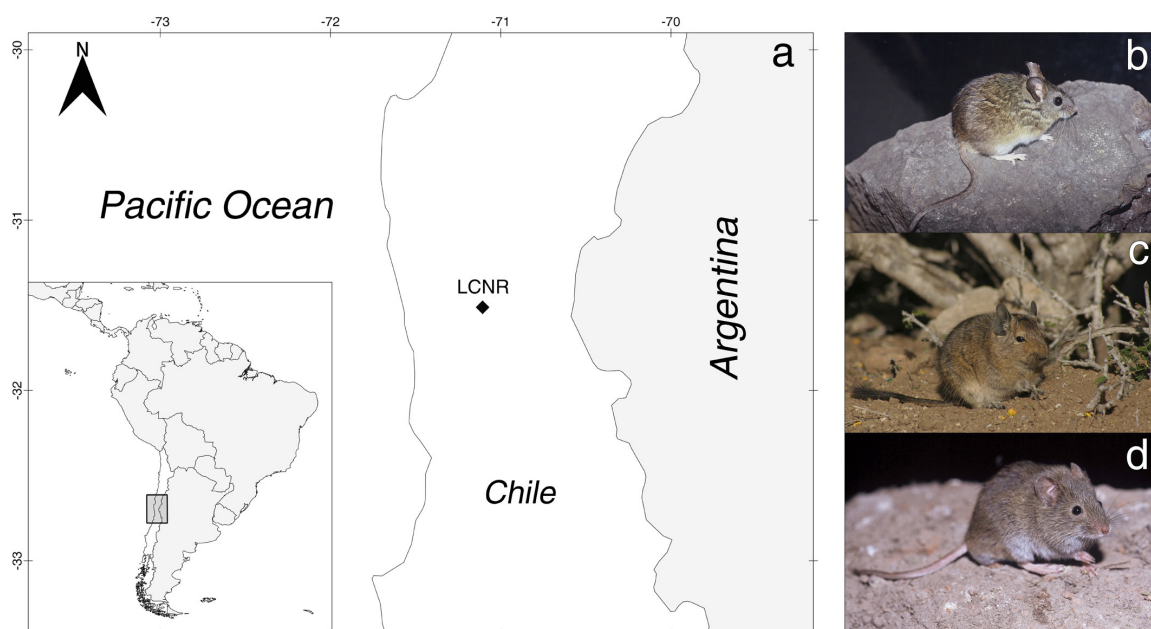 -73 -72 -71 -70
-30
N
a
-31
Pacific Ocean
LCNR
Argentina
-32
Chile
-33
b
c
d